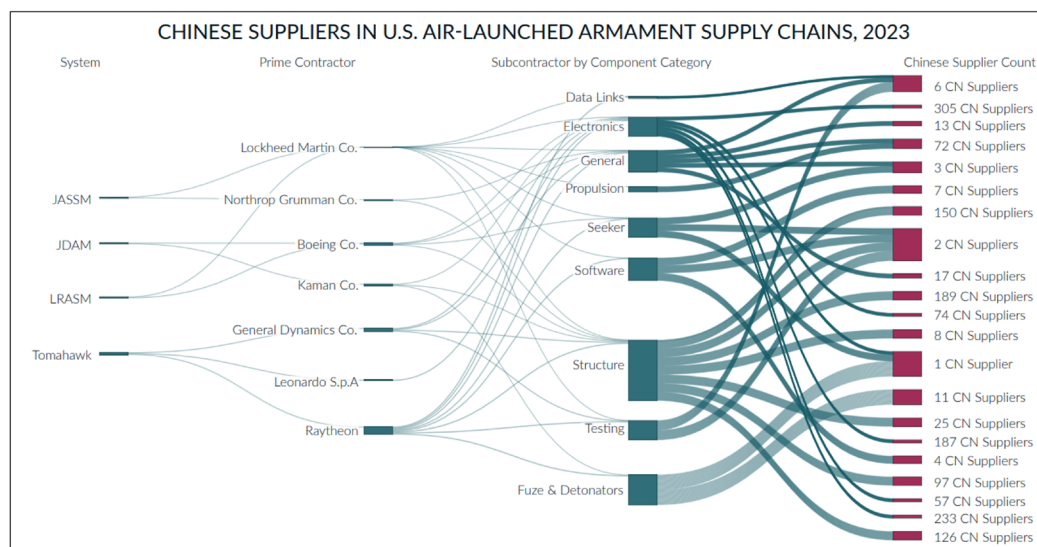 CHINESE SUPPLIERS IN U.S. AIR-LAUNCHED ARMAMENT SUPPLY CHAINS, 2023
System
Prime Contractor
Subcontractor by Component Category
Chinese Supplier Count
JASSM
JDAM
LRASM
Tomahawk
Lockheed Martin Co.
Northrop Grumman Co.
Boeing Co.
Kaman Co.
General Dynamics Co.
Leonardo S.p.A
Raytheon
Data Links
Electronics
General
Propulsion
Seeker
Software
Structure
Testing
Fuze & Detonators
6 CN Suppliers
305 CN Suppliers
13 CN Suppliers
72 CN Suppliers
3 CN Suppliers
7 CN Suppliers
150 CN Suppliers
2 CN Suppliers
17 CN Suppliers
189 CN Suppliers
74 CN Suppliers
8 CN Suppliers
1 CN Supplier
11 CN Suppliers
25 CN Suppliers
187 CN Suppliers
4 CN Suppliers
97 CN Suppliers
57 CN Suppliers
233 CN Suppliers
126 CN Suppliers